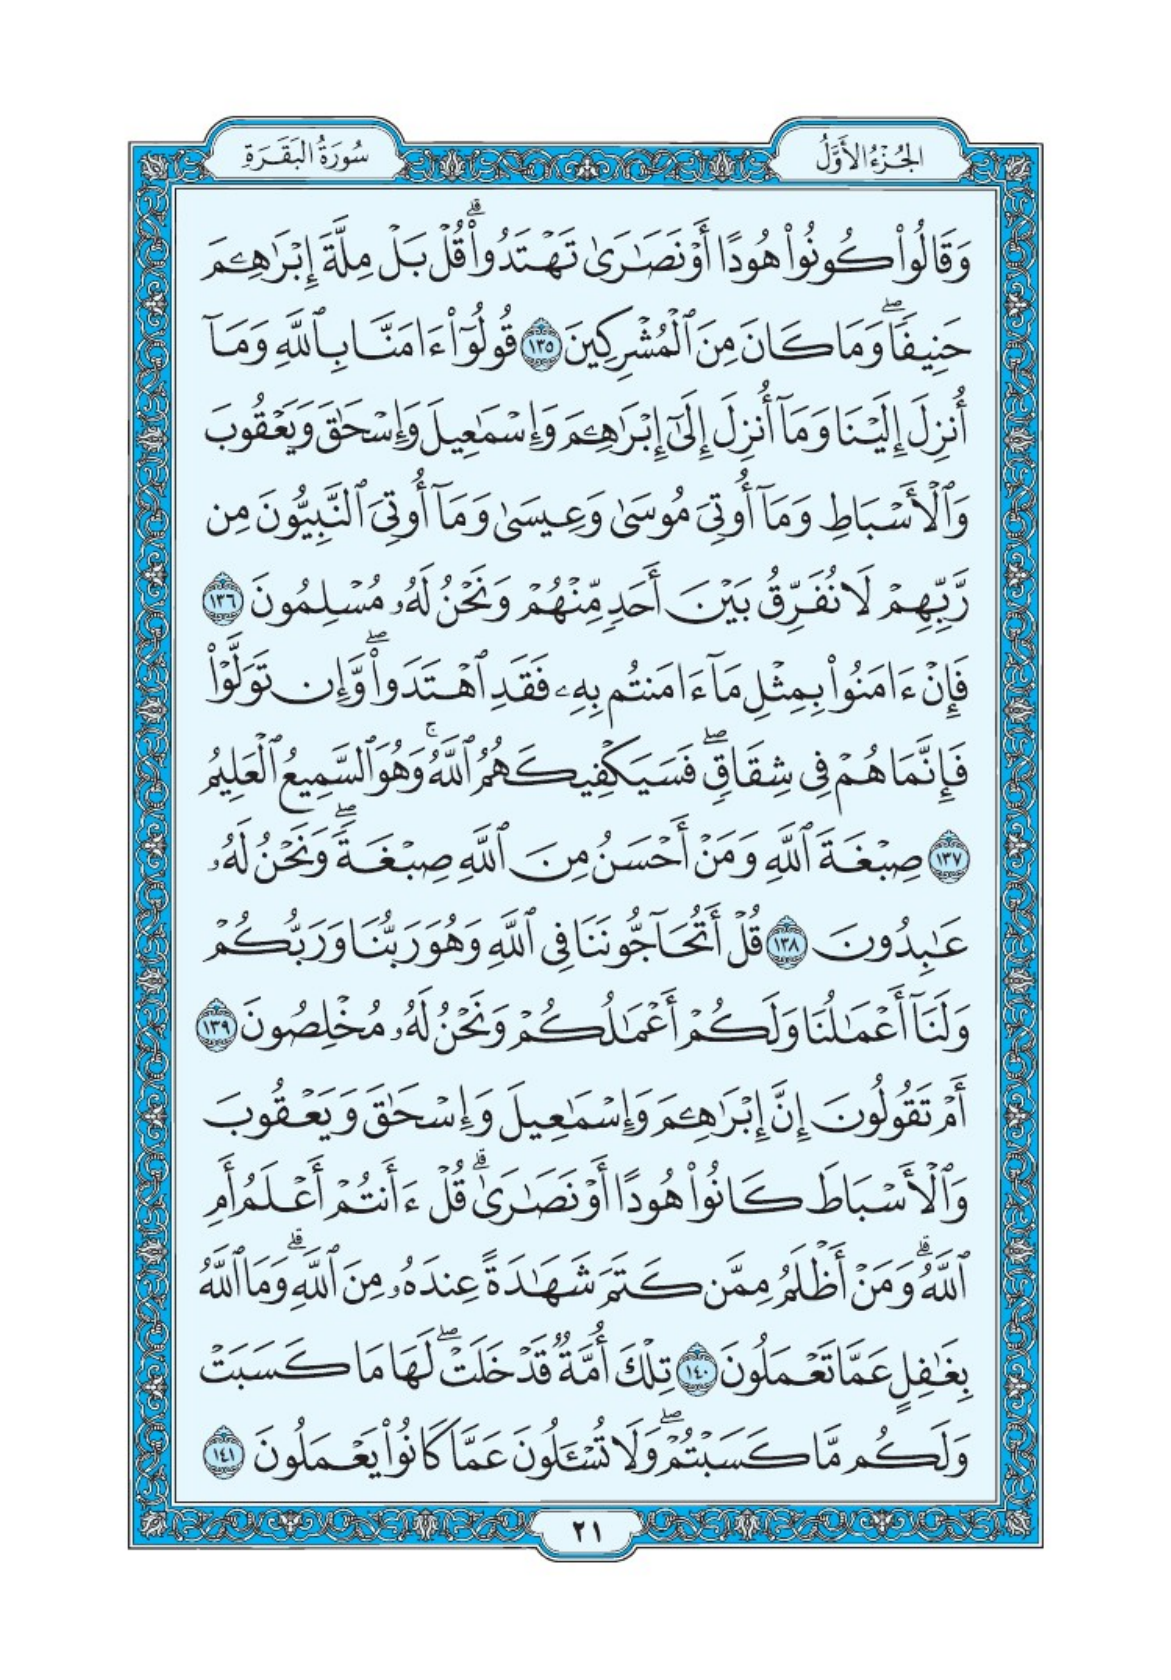 الجُزْءُ الأَوَّلُ
سُورَةُ البَقَرَةِ
وَقَالُوا۟ كُونُوا۟ هُودًا أَوْ نَصَـٰرَىٰ تَهْتَدُوا۟ ۗ قُلْ بَلْ مِلَّةَ إِبْرَٰهِـۧمَ
حَنِيفًا ۖ وَمَا كَانَ مِنَ ٱلْمُشْرِكِينَ ١٣٥ قُولُوٓا۟ ءَامَنَّا بِٱللَّهِ وَمَآ
أُنزِلَ إِلَيْنَا وَمَآ أُنزِلَ إِلَىٰٓ إِبْرَٰهِـۧمَ وَإِسْمَـٰعِيلَ وَإِسْحَـٰقَ وَيَعْقُوبَ
وَٱلْأَسْبَاطِ وَمَآ أُوتِىَ مُوسَىٰ وَعِيسَىٰ وَمَآ أُوتِىَ ٱلنَّبِيُّونَ مِن
رَّبِّهِمْ لَا نُفَرِّقُ بَيْنَ أَحَدٍ مِّنْهُمْ وَنَحْنُ لَهُۥ مُسْلِمُونَ ١٣٦
فَإِنْ ءَامَنُوا۟ بِمِثْلِ مَآ ءَامَنتُم بِهِۦ فَقَدِ ٱهْتَدَوا۟ ۖ وَّإِن تَوَلَّوْا۟
فَإِنَّمَا هُمْ فِى شِقَاقٍ ۖ فَسَيَكْفِيكَهُمُ ٱللَّهُ ۚ وَهُوَ ٱلسَّمِيعُ ٱلْعَلِيمُ
١٣٧ صِبْغَةَ ٱللَّهِ وَمَنْ أَحْسَنُ مِنَ ٱللَّهِ صِبْغَةً ۖ وَنَحْنُ لَهُۥ
عَـٰبِدُونَ ١٣٨ قُلْ أَتُحَآجُّونَنَا فِى ٱللَّهِ وَهُوَ رَبُّنَا وَرَبُّكُمْ
وَلَنَآ أَعْمَـٰلُنَا وَلَكُمْ أَعْمَـٰلُكُمْ وَنَحْنُ لَهُۥ مُخْلِصُونَ ١٣٩
أَمْ تَقُولُونَ إِنَّ إِبْرَٰهِـۧمَ وَإِسْمَـٰعِيلَ وَإِسْحَـٰقَ وَيَعْقُوبَ
وَٱلْأَسْبَاطَ كَانُوا۟ هُودًا أَوْ نَصَـٰرَىٰ ۗ قُلْ ءَأَنتُمْ أَعْلَمُ أَمِ
ٱللَّهُ ۗ وَمَنْ أَظْلَمُ مِمَّن كَتَمَ شَهَـٰدَةً عِندَهُۥ مِنَ ٱللَّهِ ۗ وَمَا ٱللَّهُ
بِغَـٰفِلٍ عَمَّا تَعْمَلُونَ ١٤٠ تِلْكَ أُمَّةٌ قَدْ خَلَتْ ۖ لَهَا مَا كَسَبَتْ
وَلَكُم مَّا كَسَبْتُمْ ۖ وَلَا تُسْـَٔلُونَ عَمَّا كَانُوا۟ يَعْمَلُونَ ١٤١
٢١